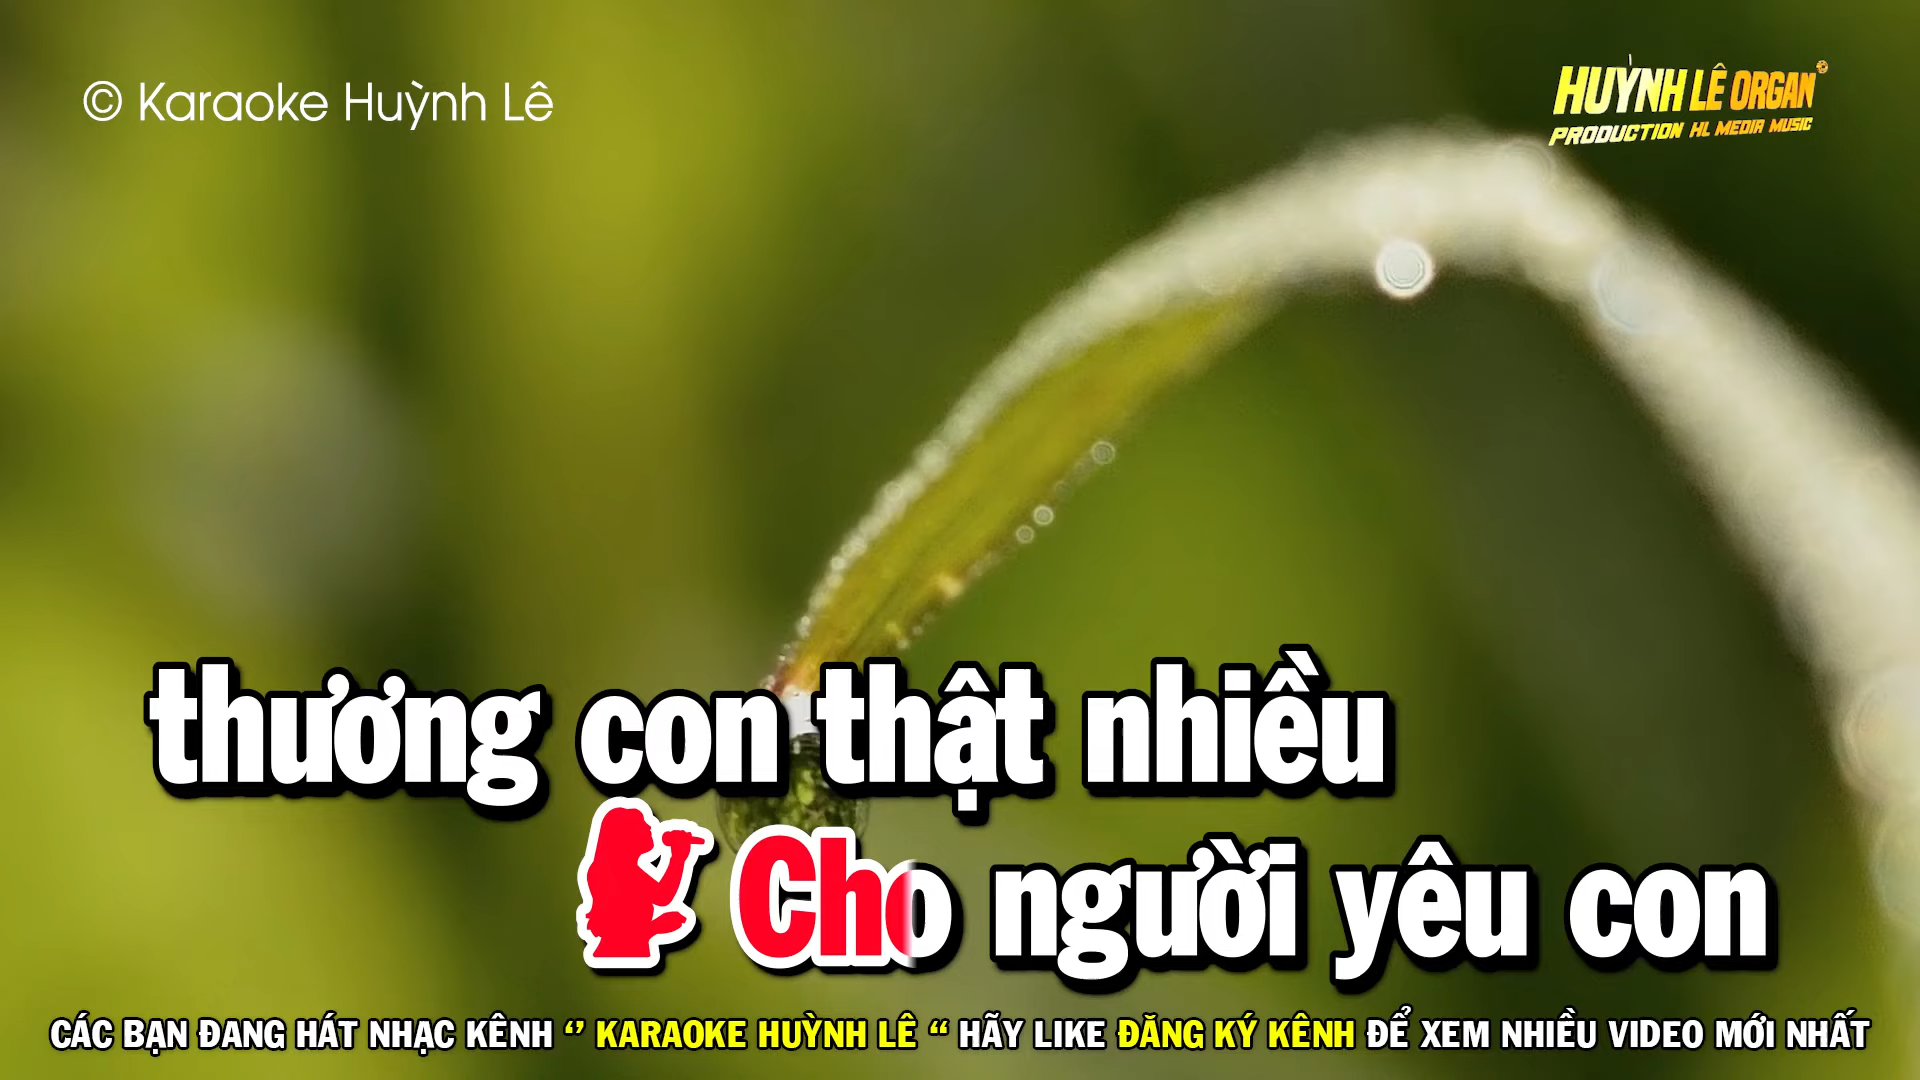 © Karaoke Huỳnh Lê
HUỲNH LÊ ORGAN
PRODUCTION HL MEDIA MUSIC
thương con thật nhiều
Cho người yêu con
CÁC BẠN ĐANG HÁT NHẠC KÊNH “ KARAOKE HUỲNH LÊ “ HÃY LIKE ĐĂNG KÝ KÊNH ĐỂ XEM NHIỀU VIDEO MỚI NHẤT